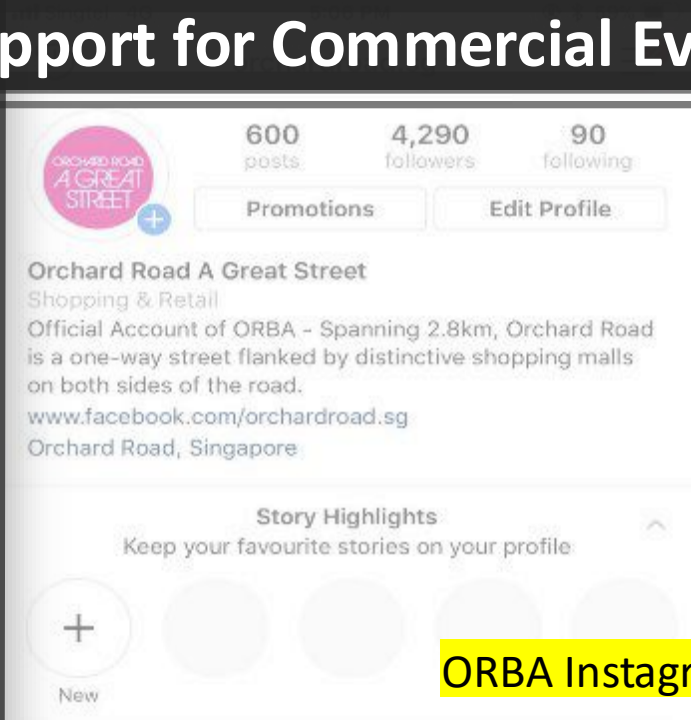 pport for Commercial Ev
600 4,290 90
posts followers following
ORCHARD ROAD
A GREAT
STREET
Promotions Edit Profile
Orchard Road A Great Street
Shopping & Retail
Official Account of ORBA – Spanning 2.8km, Orchard Road
is a one-way street flanked by distinctive shopping malls
on both sides of the road.
www.facebook.com/orchardroad.sg
Orchard Road, Singapore
Story Highlights
Keep your favourite stories on your profile
New
ORBA Instagr